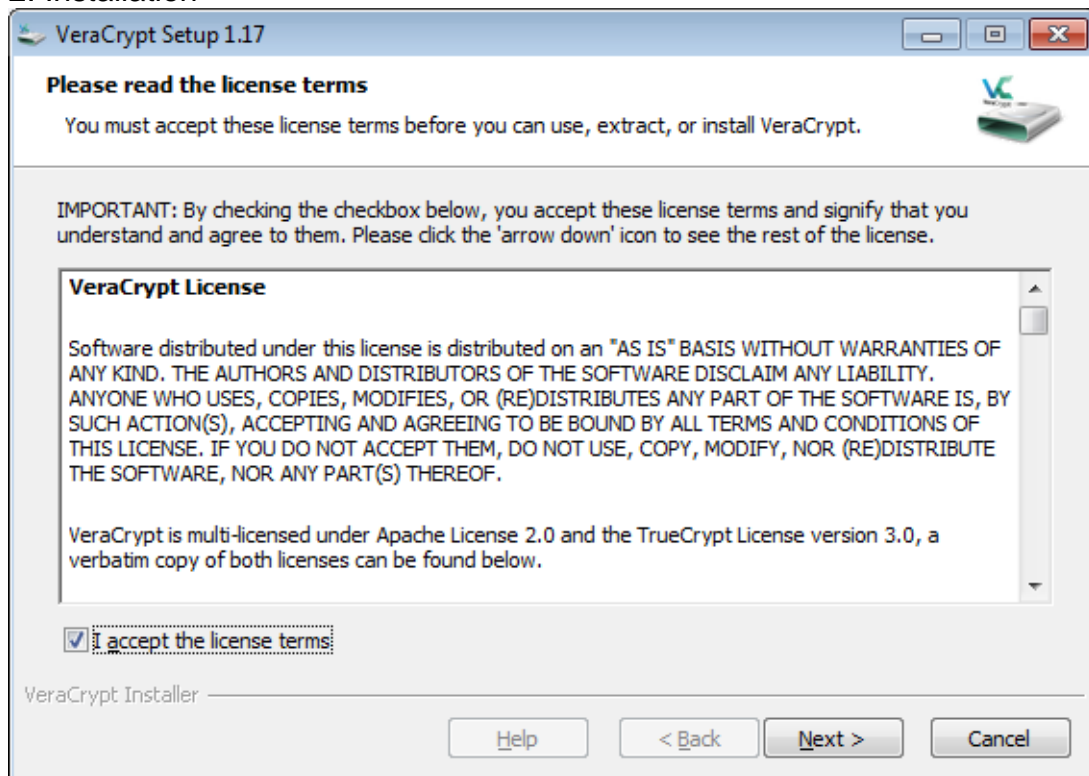 2. Installation
VeraCrypt Setup 1.17
Please read the license terms
You must accept these license terms before you can use, extract, or install VeraCrypt.
VC
IMPORTANT: By checking the checkbox below, you accept these license terms and signify that you
understand and agree to them. Please click the 'arrow down' icon to see the rest of the license.
VeraCrypt License
Software distributed under this license is distributed on an "AS IS" BASIS WITHOUT WARRANTIES OF
ANY KIND. THE AUTHORS AND DISTRIBUTORS OF THE SOFTWARE DISCLAIM ANY LIABILITY.
ANYONE WHO USES, COPIES, MODIFIES, OR (RE)DISTRIBUTES ANY PART OF THE SOFTWARE IS, BY
SUCH ACTION(S), ACCEPTING AND AGREEING TO BE BOUND BY ALL TERMS AND CONDITIONS OF
THIS LICENSE. IF YOU DO NOT ACCEPT THEM, DO NOT USE, COPY, MODIFY, NOR (RE)DISTRIBUTE
THE SOFTWARE, NOR ANY PART(S) THEREOF.
VeraCrypt is multi-licensed under Apache License 2.0 and the TrueCrypt License version 3.0, a
verbatim copy of both licenses can be found below.
I accept the license terms
VeraCrypt Installer
Help
< Back
Next >
Cancel